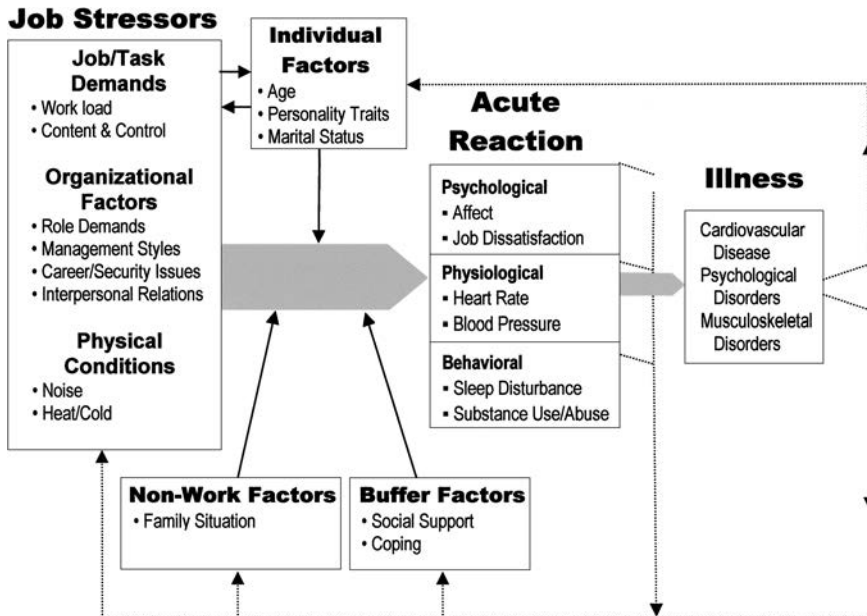 Job Stressors
Job/Task
Demands
• Work load
• Content & Control
Organizational
Factors
• Role Demands
• Management Styles
• Career/Security Issues
• Interpersonal Relations
Physical
Conditions
• Noise
• Heat/Cold
Individual
Factors
• Age
• Personality Traits
• Marital Status
Non-Work Factors
• Family Situation
Buffer Factors
• Social Support
• Coping
Acute
Reaction
Psychological
▪ Affect
▪ Job Dissatisfaction
Physiological
▪ Heart Rate
▪ Blood Pressure
Behavioral
▪ Sleep Disturbance
▪ Substance Use/Abuse
Illness
Cardiovascular
Disease
Psychological
Disorders
Musculoskeletal
Disorders